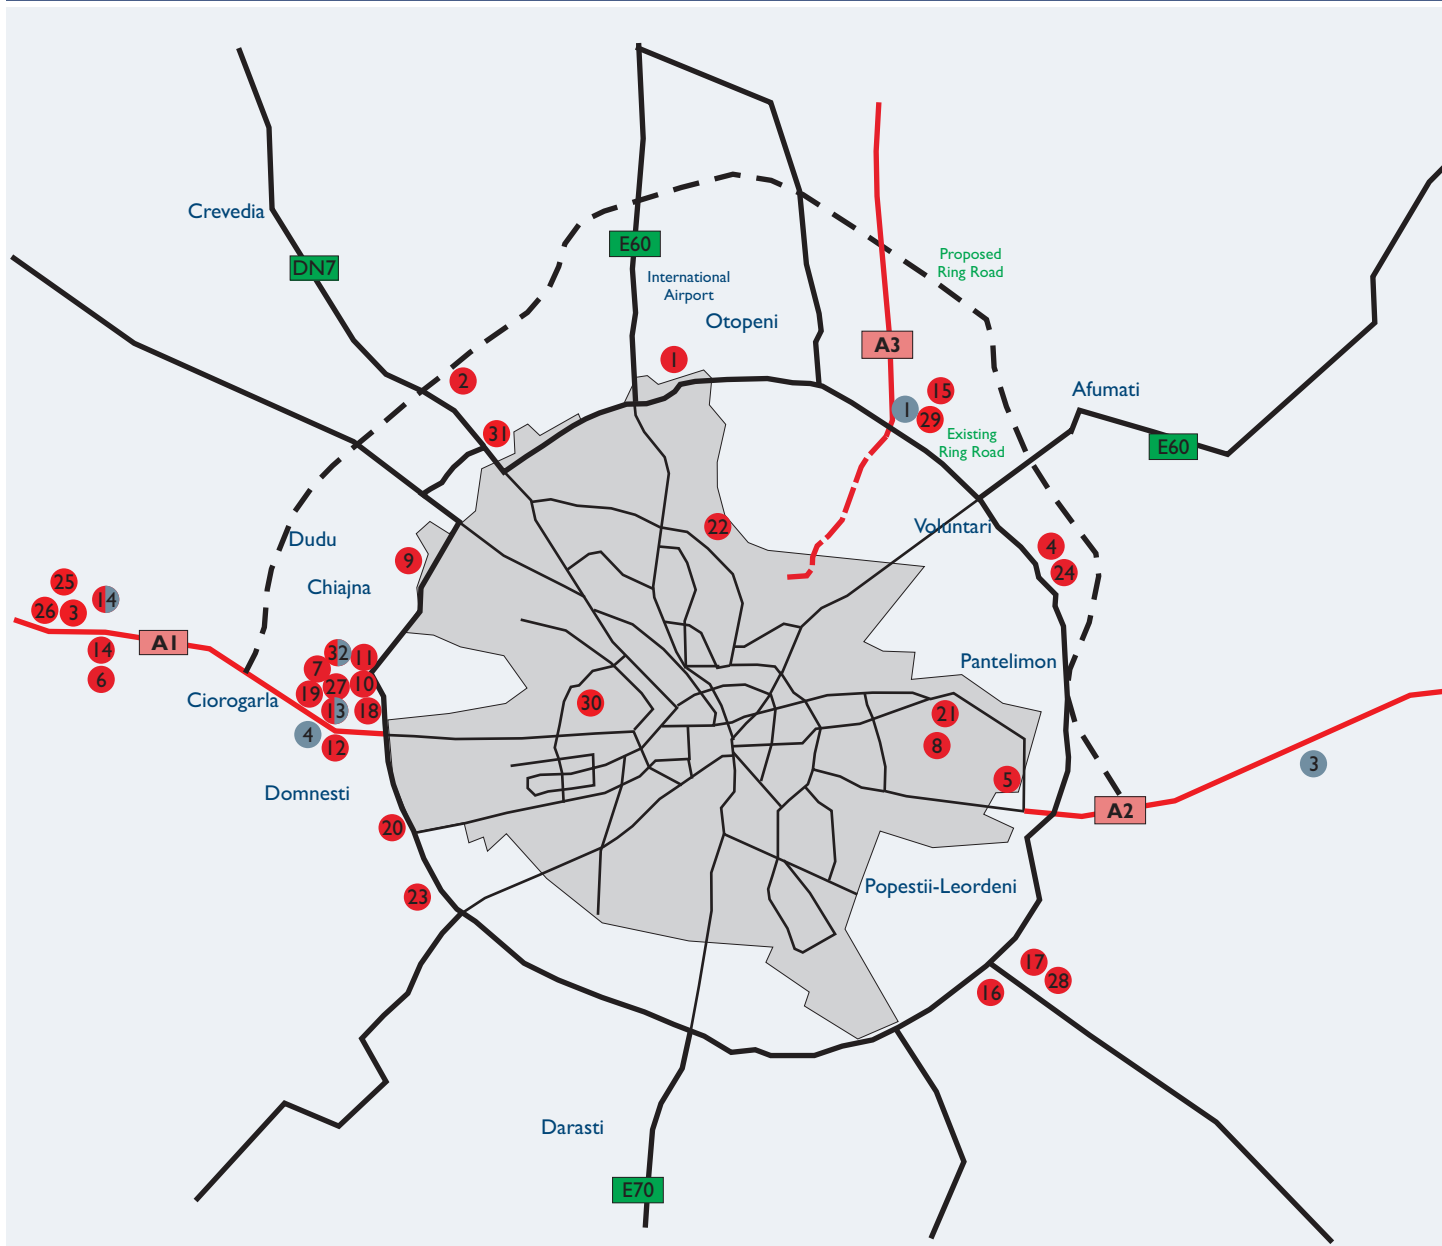 Crevedia
E60
DN7
Proposed
Ring Road
International
Airport
Otopeni
A3
1
2
15
1
29
Afumati
31
Existing
Ring Road
E60
22
Voluntari
Dudu
9
4
24
Chiajna
25
14
26
3
A1
14
6
32
11
7
27
10
19
13
18
Ciorogarla
4
12
30
Pantelimon
21
8
5
3
A2
Domnesti
20
23
Popestii-Leordeni
17
28
16
Darasti
E70